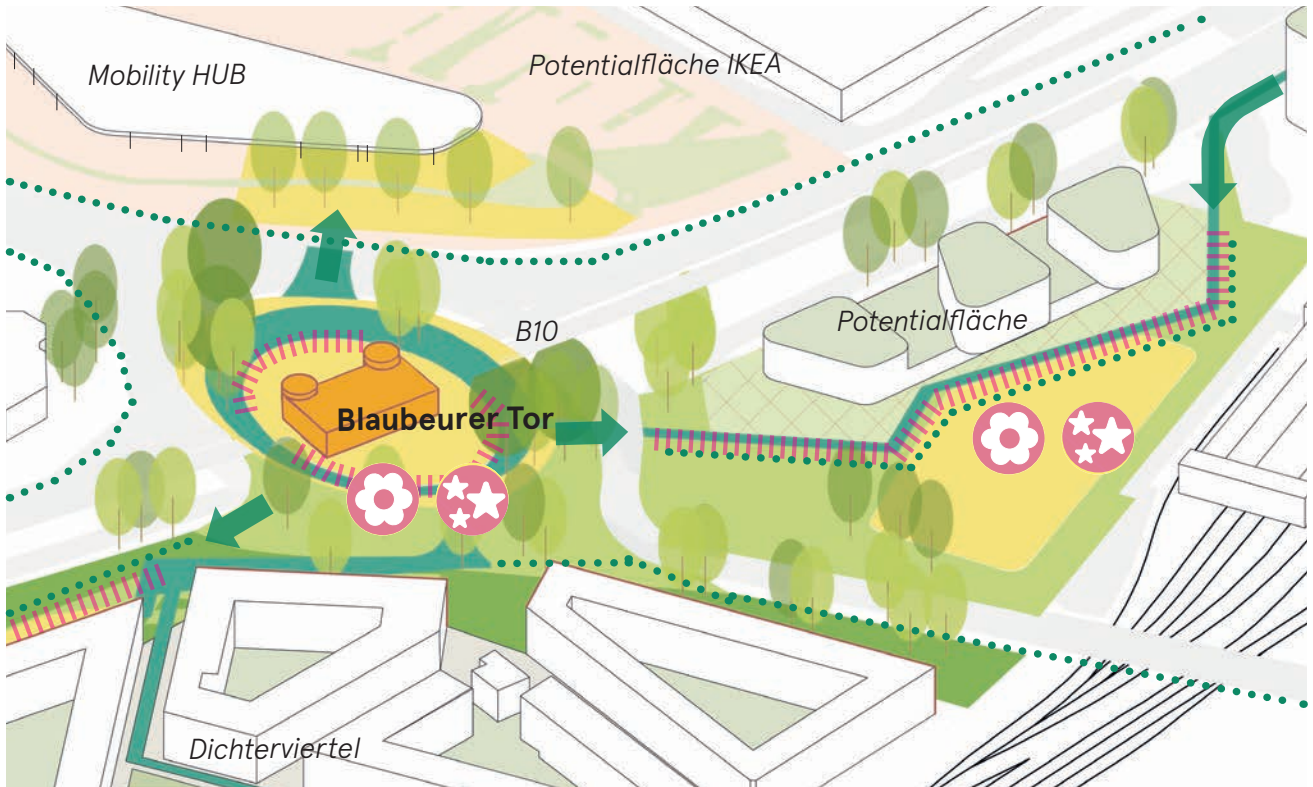 Mobility HUB
Potentialfläche IKEA
B10
Potentialfläche
Blaubeurer Tor
Dichterviertel